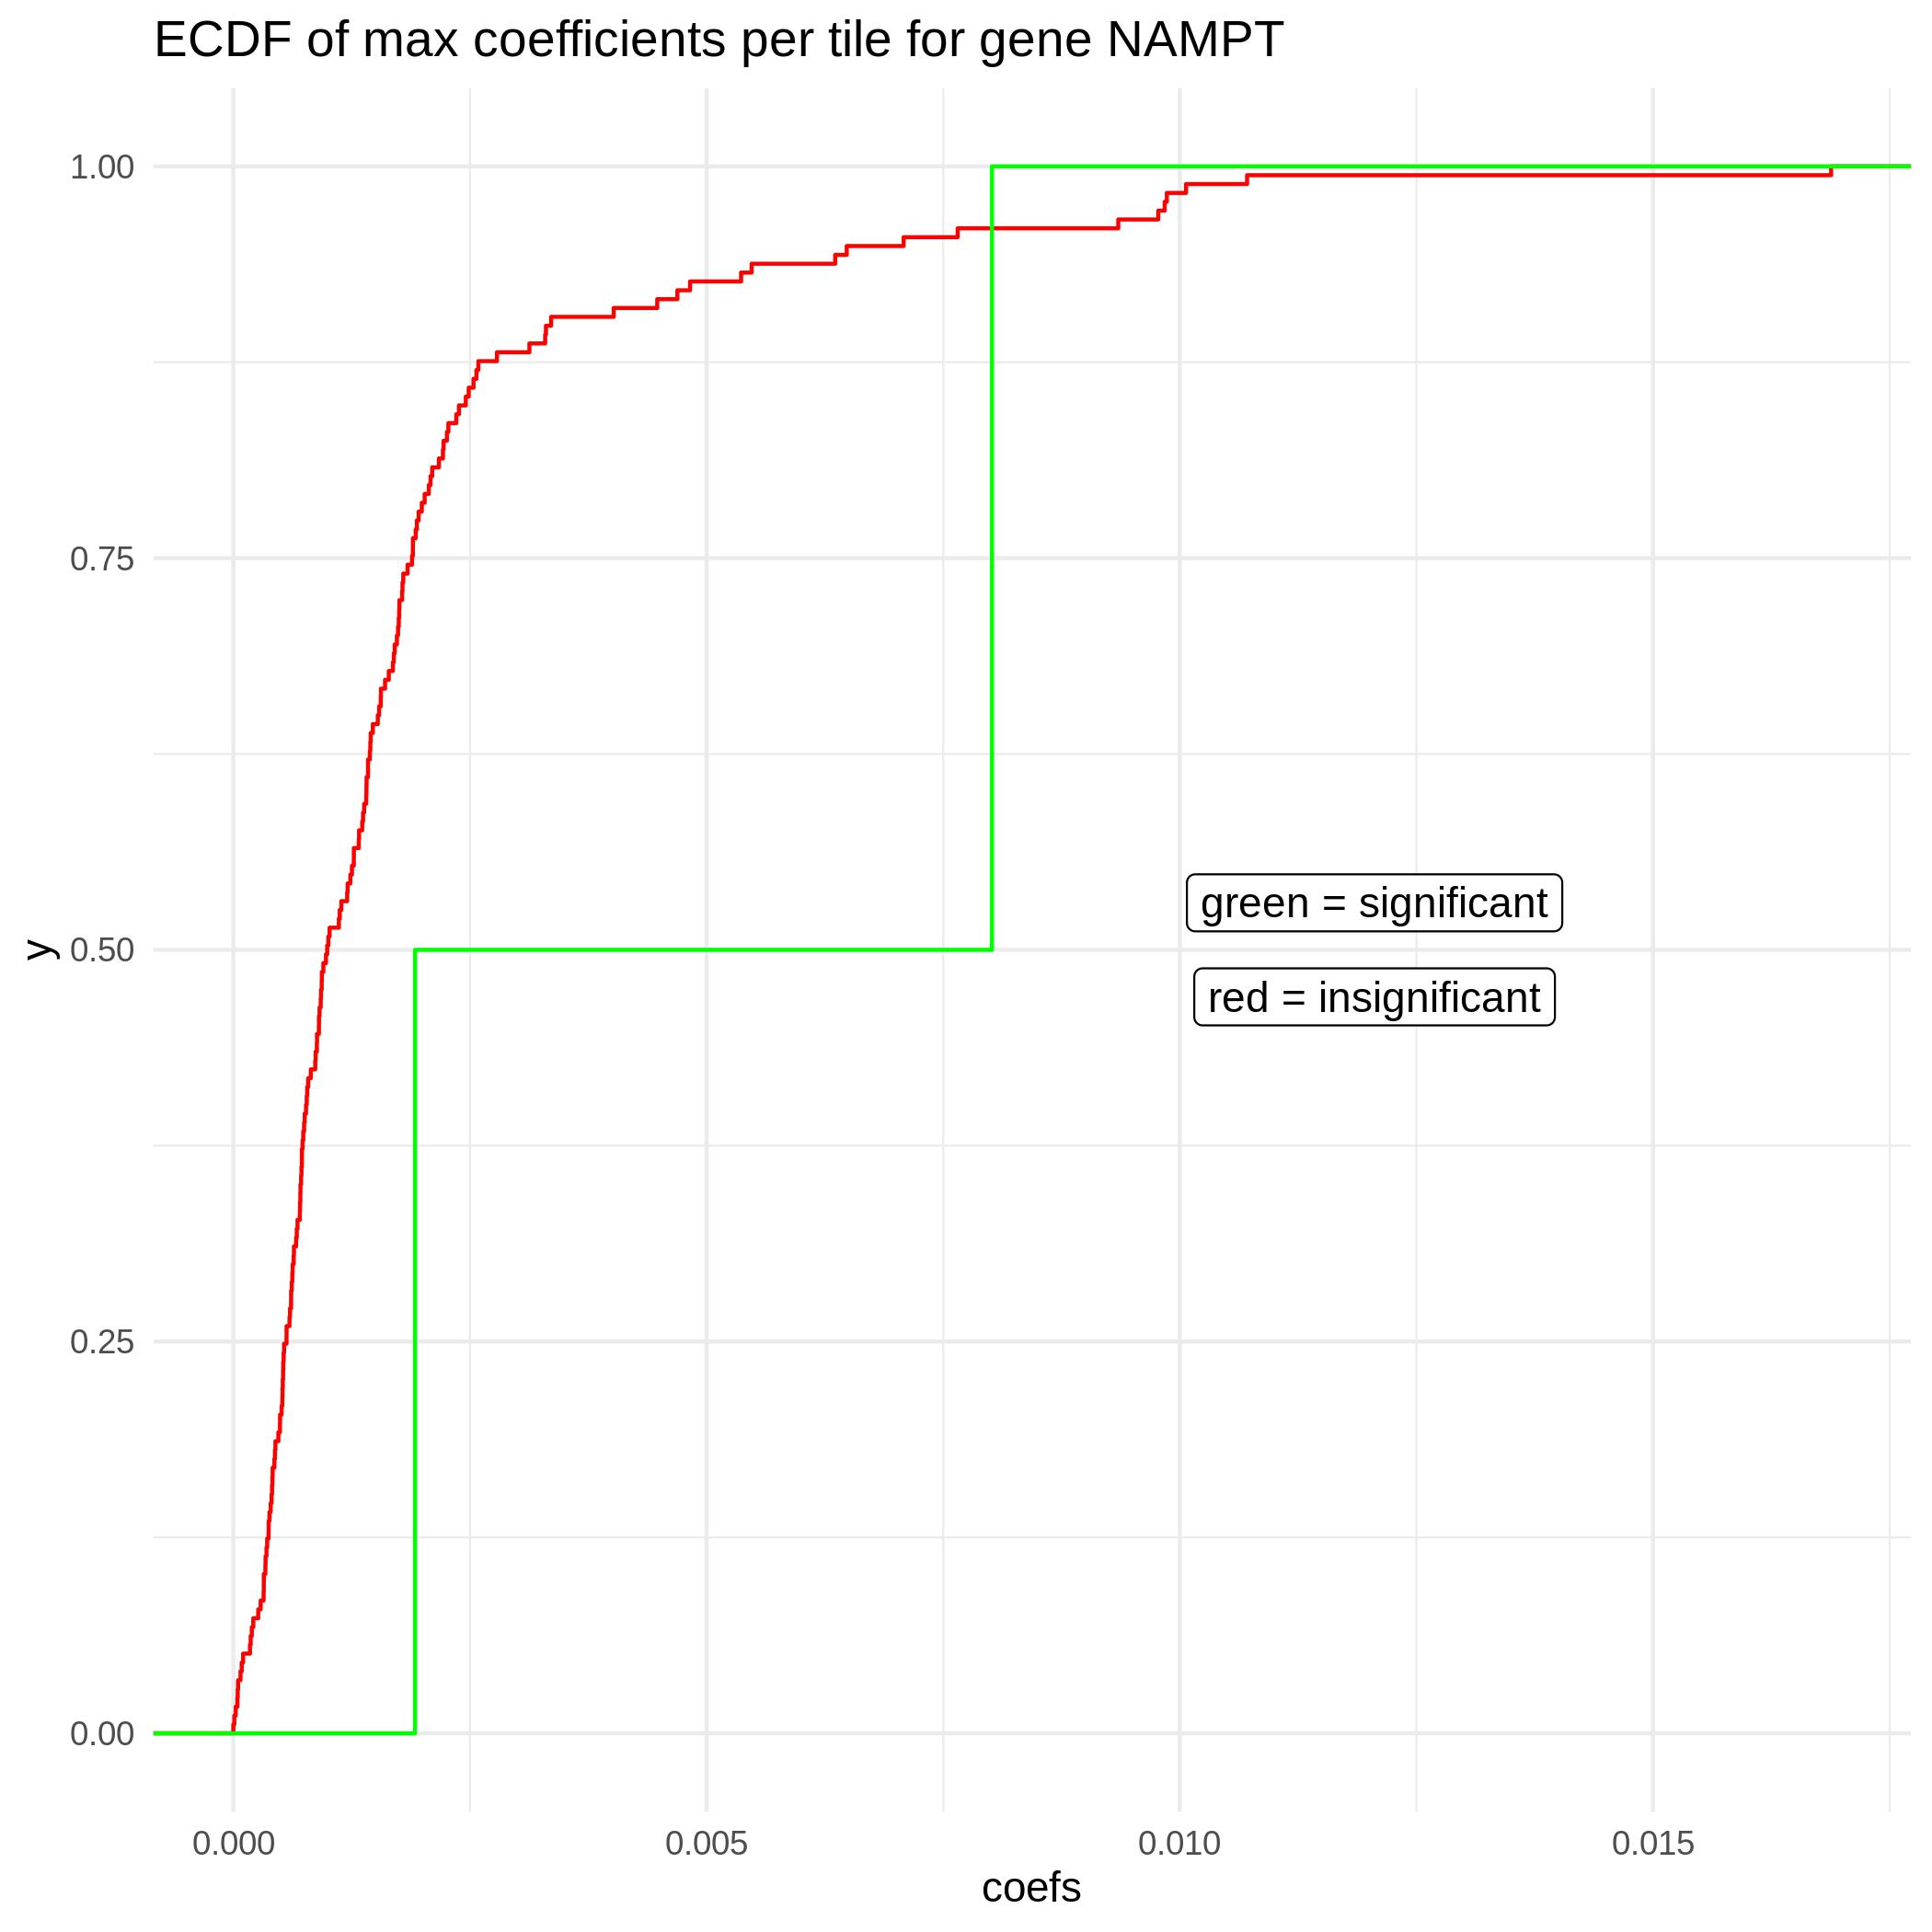 ECDF of max coefficients per tile for gene NAMPT
1.00
0.75
0.50
0.25
0.00
y
green = significant
red = insignificant
0.000
0.005
0.010
0.015
coefs